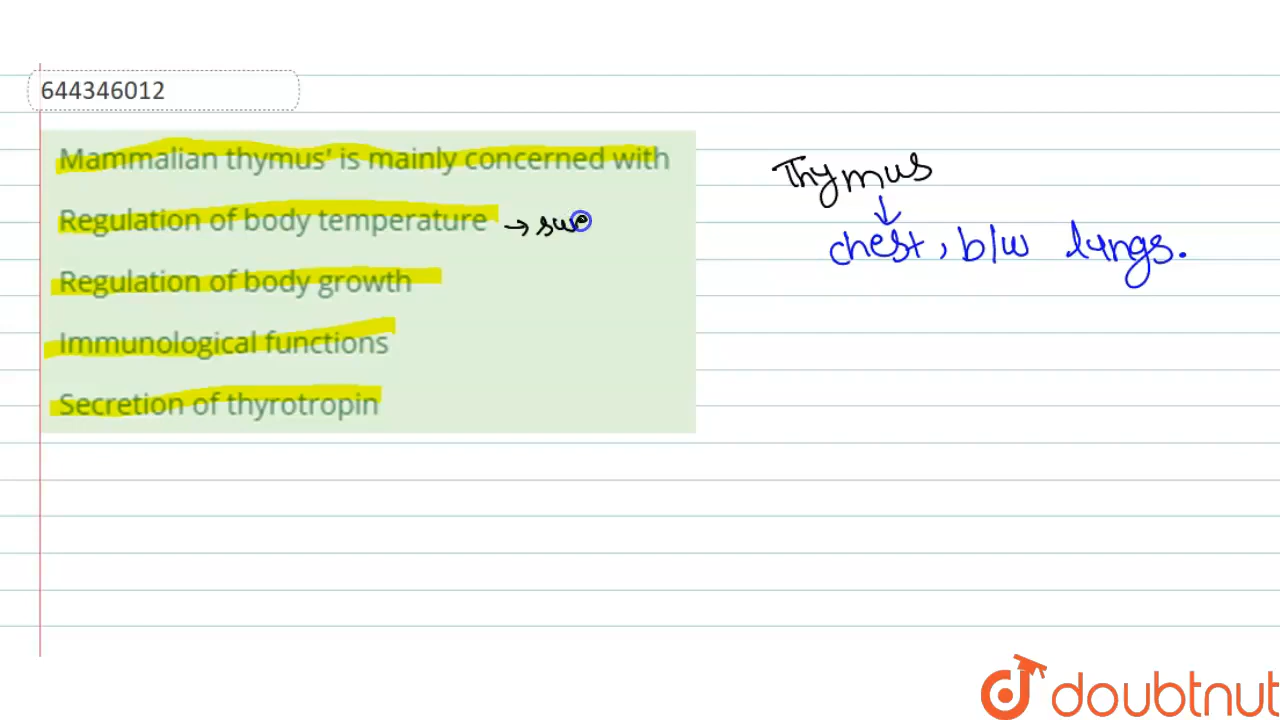 644346012
Mammalian thymus' is mainly concerned with
Regulation of body temperature → swe
Regulation of body growth
Immunological functions
Secretion of thyrotropin
Thymus
↓
chest, b/w lungs.
doubtnut